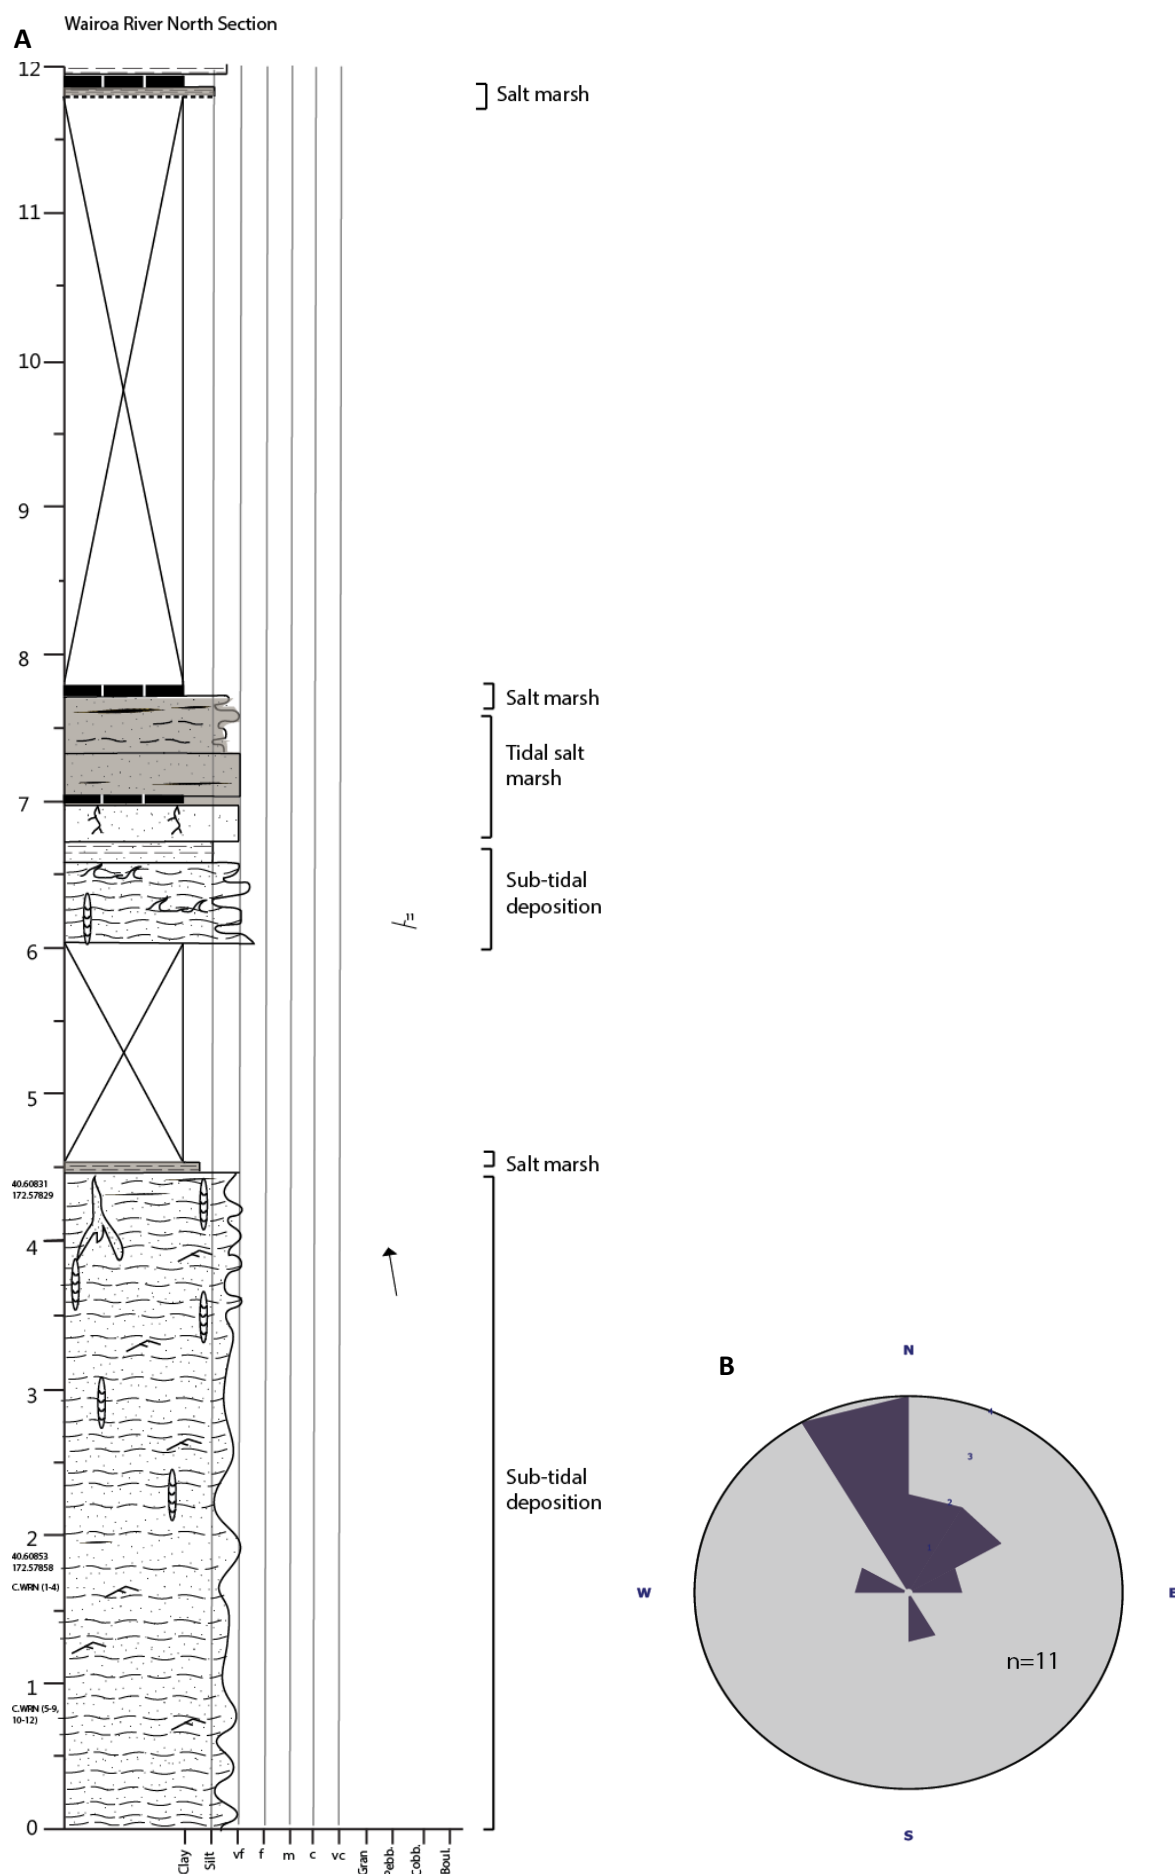 Wairoa River North Section
A
12
Salt marsh
11
10
9
8
Salt marsh
Tidal salt
marsh
7
Sub-tidal
deposition
11
6
5
Salt marsh
40.60831
172.57829
4
3
B
N
4
3
2
1
W
E
n=11
S
Sub-tidal
deposition
2
40.60853
172.57858
C.WRN (1-4)
1
C.WRN (5-9,
10-12)
0
Clay
Silt
vf
f
m
c
vc
Gran
Pebb.
Cobb.
Boul.